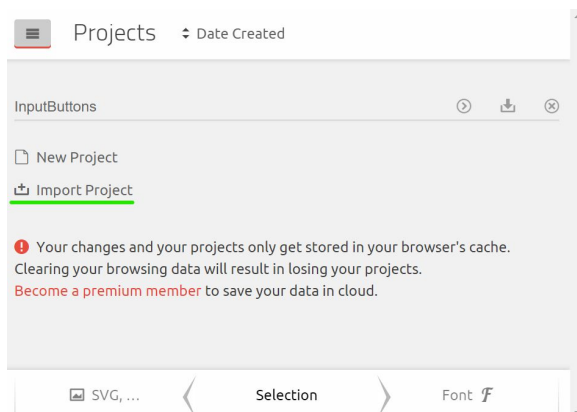 Projects Date Created
InputButtons
New Project
Import Project
Your changes and your projects only get stored in your browser's cache.
Clearing your browsing data will result in losing your projects.
Become a premium member to save your data in cloud.
SVG, ... Selection Font F